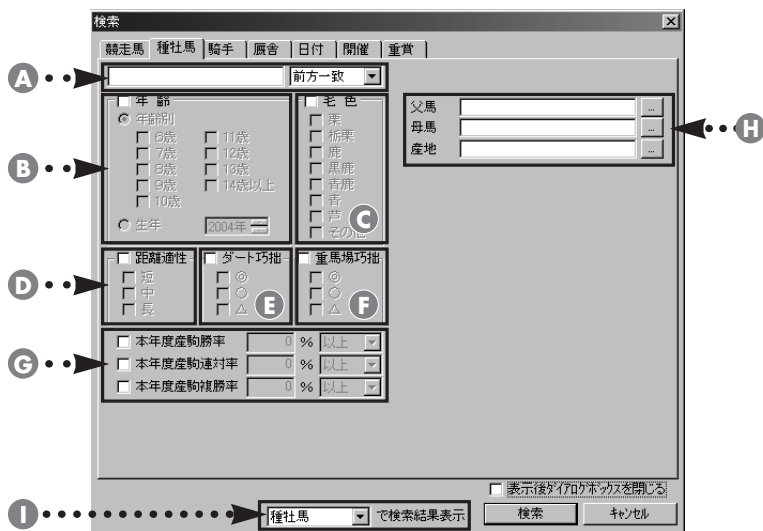 検索
競走馬 種牡馬 騎手 厩舎 日付 開催 重賞
A
前方一致
B
年齢
年齢別
6歳 11歳
7歳 12歳
8歳 13歳
9歳 14歳以上
10歳
生年 2004年
毛色
栗
栃栗
鹿
黒鹿
青鹿
青
芦
その他
C
父馬 ...
母馬 ...
産地 ...
H
D
距離適性
短
中
長
ダート巧拙
◎
○
△
E
重馬場巧拙
◎
○
△
F
G
本年度産駒勝率 0 % 以上
本年度産駒連対率 0 % 以上
本年度産駒複勝率 0 % 以上
表示後ダイアログボックスを閉じる
I
種牡馬 で検索結果表示 検索 キャンセル